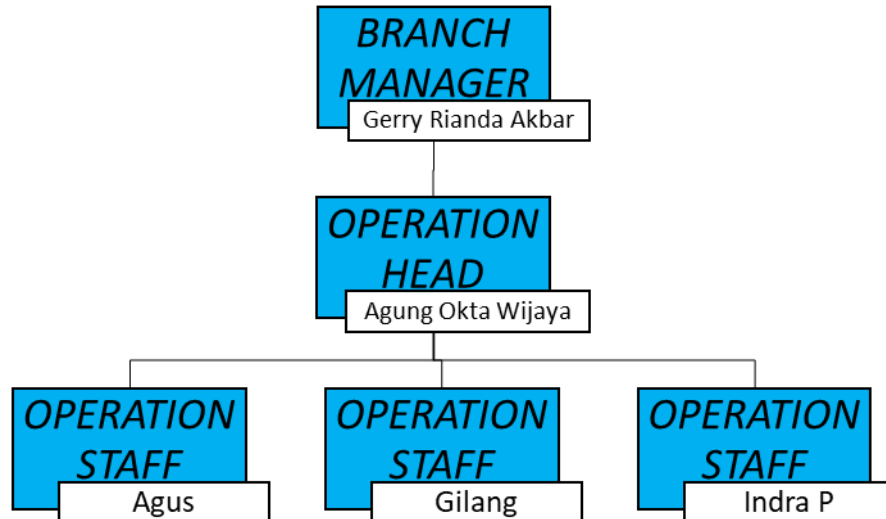 BRANCH
MANAGER
Gerry Rianda Akbar
OPERATION
HEAD
Agung Okta Wijaya
OPERATION
STAFF
Agus
OPERATION
STAFF
Gilang
OPERATION
STAFF
Indra P